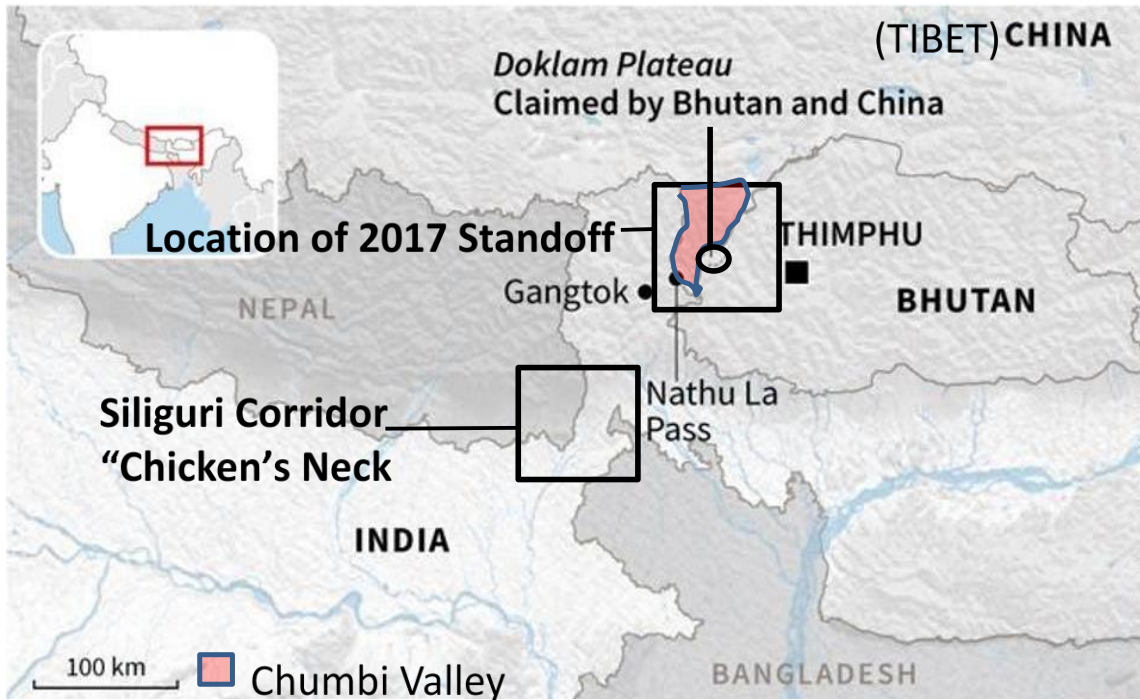 (TIBET) CHINA
Doklam Plateau
Claimed by Bhutan and China
Location of 2017 Standoff
THIMPHU
Gangtok
BHUTAN
NEPAL
Nathu La
Pass
Siliguri Corridor
“Chicken’s Neck
INDIA
100 km
Chumbi Valley
BANGLADESH